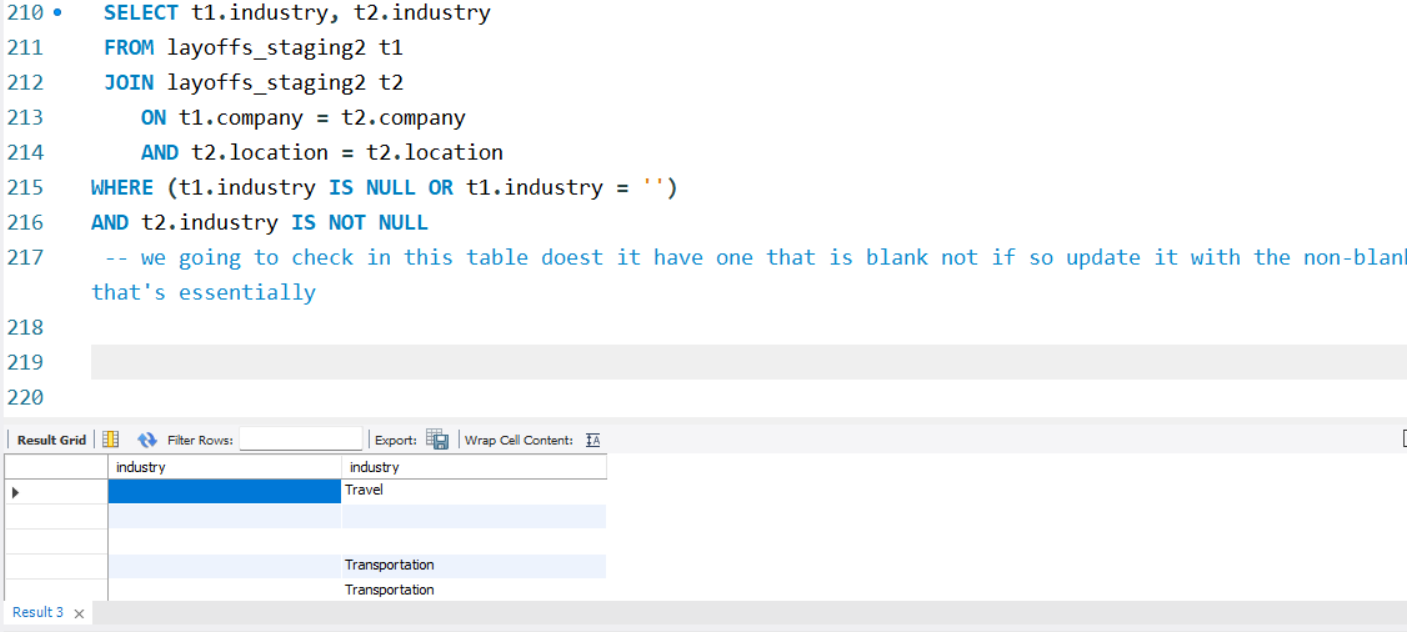 210 SELECT t1.industry, t2.industry
211 FROM layoffs_staging2 t1
212 JOIN layoffs_staging2 t2
213 ON t1.company = t2.company
214 AND t2.location = t2.location
215 WHERE (t1.industry IS NULL OR t1.industry = '')
216 AND t2.industry IS NOT NULL
217 -- we going to check in this table doest it have one that is blank not if so update it with the non-blank
that's essentially
218
219
220
Result Grid Filter Rows: Export: Wrap Cell Content: IA
industry industry
Travel
Transportation
Transportation
Result 3